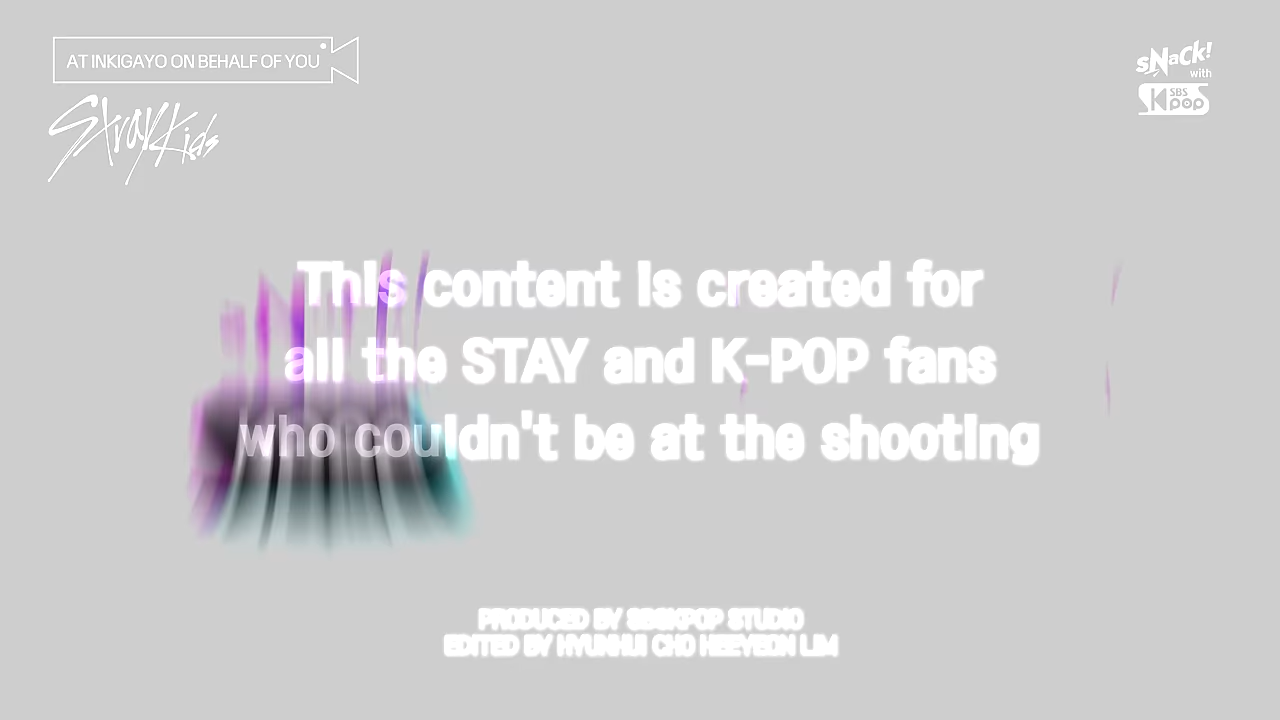 AT INKIGAYO ON BEHALF OF YOU
sNaCk!
with
SBS
Kpop
Stray Kids
This content is created for
all the STAY and K-POP fans
who couldn't be at the shooting
PRODUCED BY SBSKPOP STUDIO
EDITED BY HYUNHUI CHO HEEYEON LIM